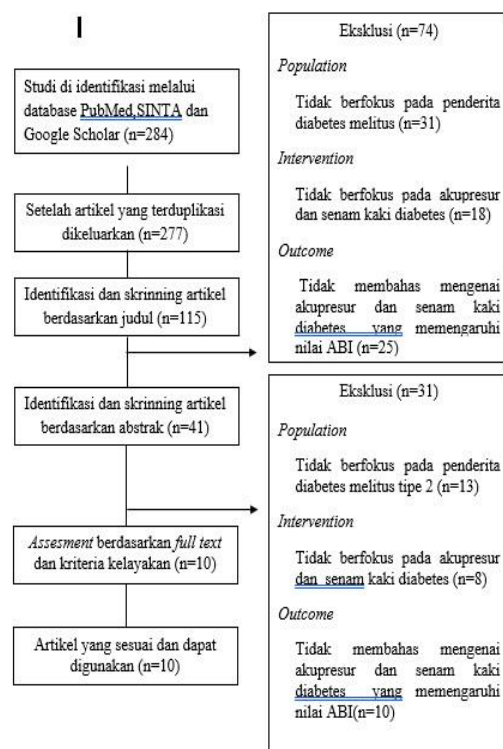 Studi di identifikasi melalui
database PubMed,SINTA dan
Google Scholar (n=284)
Setelah artikel yang terduplikasi
dikeluarkan (n=277)
Identifikasi dan skrinning artikel
berdasarkan judul (n=115)
Identifikasi dan skrinning artikel
berdasarkan abstrak (n=41)
Assesment berdasarkan full text
dan kriteria kelayakan (n=10)
Artikel yang sesuai dan dapat
digunakan (n=10)
Eksklusi (n=74)
Population
Tidak berfokus pada penderita
diabetes melitus (n=31)
Intervention
Tidak berfokus pada akupresur
dan senam kaki diabetes (n=18)
Outcome
Tidak membahas mengenai
akupresur dan senam kaki
diabetes yang memengaruhi
nilai ABI (n=25)
Eksklusi (n=31)
Population
Tidak berfokus pada penderita
diabetes melitus tipe 2 (n=13)
Intervention
Tidak berfokus pada akupresur
dan senam kaki diabetes (n=8)
Outcome
Tidak membahas mengenai
akupresur dan senam kaki
diabetes yang memengaruhi
nilai ABI(n=10)